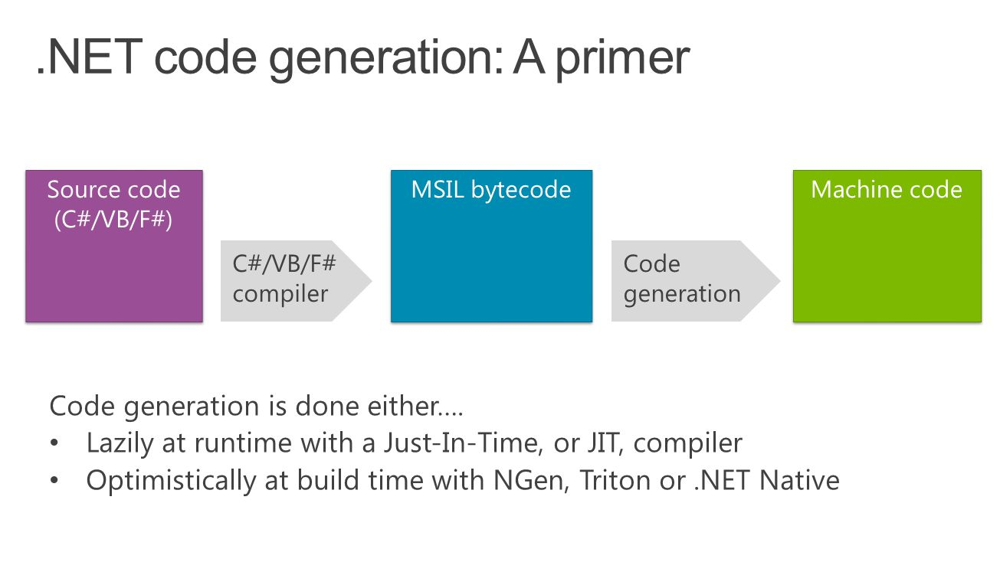 .NET code generation: A primer
Source code
(C#/VB/F#)
C#/VB/F#
compiler
MSIL bytecode
Code
generation
Machine code
Code generation is done either....
• Lazily at runtime with a Just-In-Time, or JIT, compiler
• Optimistically at build time with NGen, Triton or .NET Native